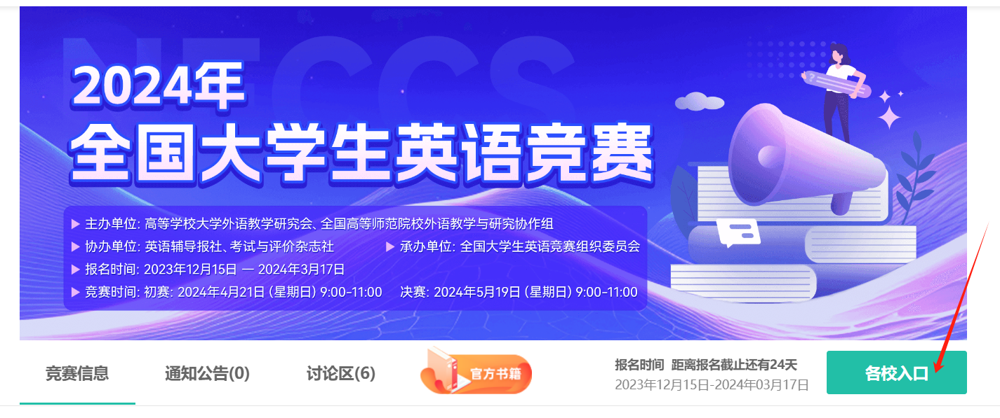 NECCS
2024年
全国大学生英语竞赛
主办单位: 高等学校大学外语教学研究会、全国高等师范院校外语教学与研究协作组
协办单位: 英语辅导报社、考试与评价杂志社 承办单位: 全国大学生英语竞赛组织委员会
报名时间: 2023年12月15日 — 2024年3月17日
竞赛时间: 初赛: 2024年4月21日 (星期日) 9:00-11:00 决赛: 2024年5月19日 (星期日) 9:00-11:00
竞赛信息 通知公告(0) 讨论区(6) 官方书籍
报名时间 距离报名截止还有24天
2023年12月15日-2024年03月17日
各校入口